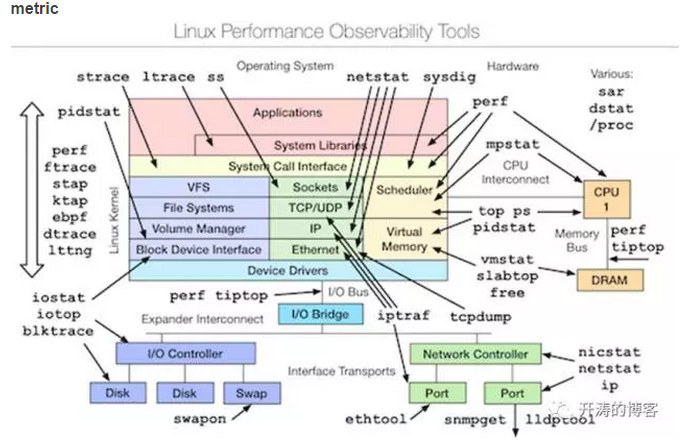 metric
Linux Performance Observability Tools
Operating System
Hardware
Various:
sar
dstat
/proc
strace
ltrace
ss
netstat
sysdig
pidstat
perf
Applications
System Libraries
System Call Interface
mpstat
CPU
Interconnect
perf
ftrace
stap
ktap
ebpf
dtrace
lttng
Linux Kernel
VFS
Sockets
Scheduler
File Systems
TCP/UDP
Volume Manager
IP
Virtual
Memory
Block Device Interface
Ethernet
Device Drivers
CPU
1
top ps
pidstat
Memory
Bus
perf
tiptop
vmstat
slabtop
free
DRAM
iostat
iotop
blktrace
perf tiptop
I/O Bus
Expander Interconnect
I/O Bridge
iptraf
tcpdump
I/O Controller
Network Controller
nicstat
netstat
ip
Interface Transports
Disk
Disk
Swap
Port
Port
swapon
ethtool
snmpget
lldptool
开涛的博客